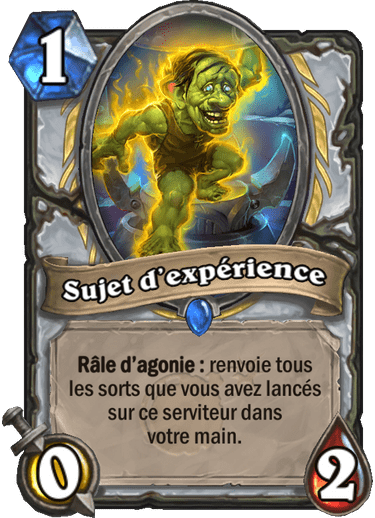 1
Sujet d'expérience
Râle d'agonie : renvoie tous
les sorts que vous avez lancés
sur ce serviteur dans
votre main.
0
2